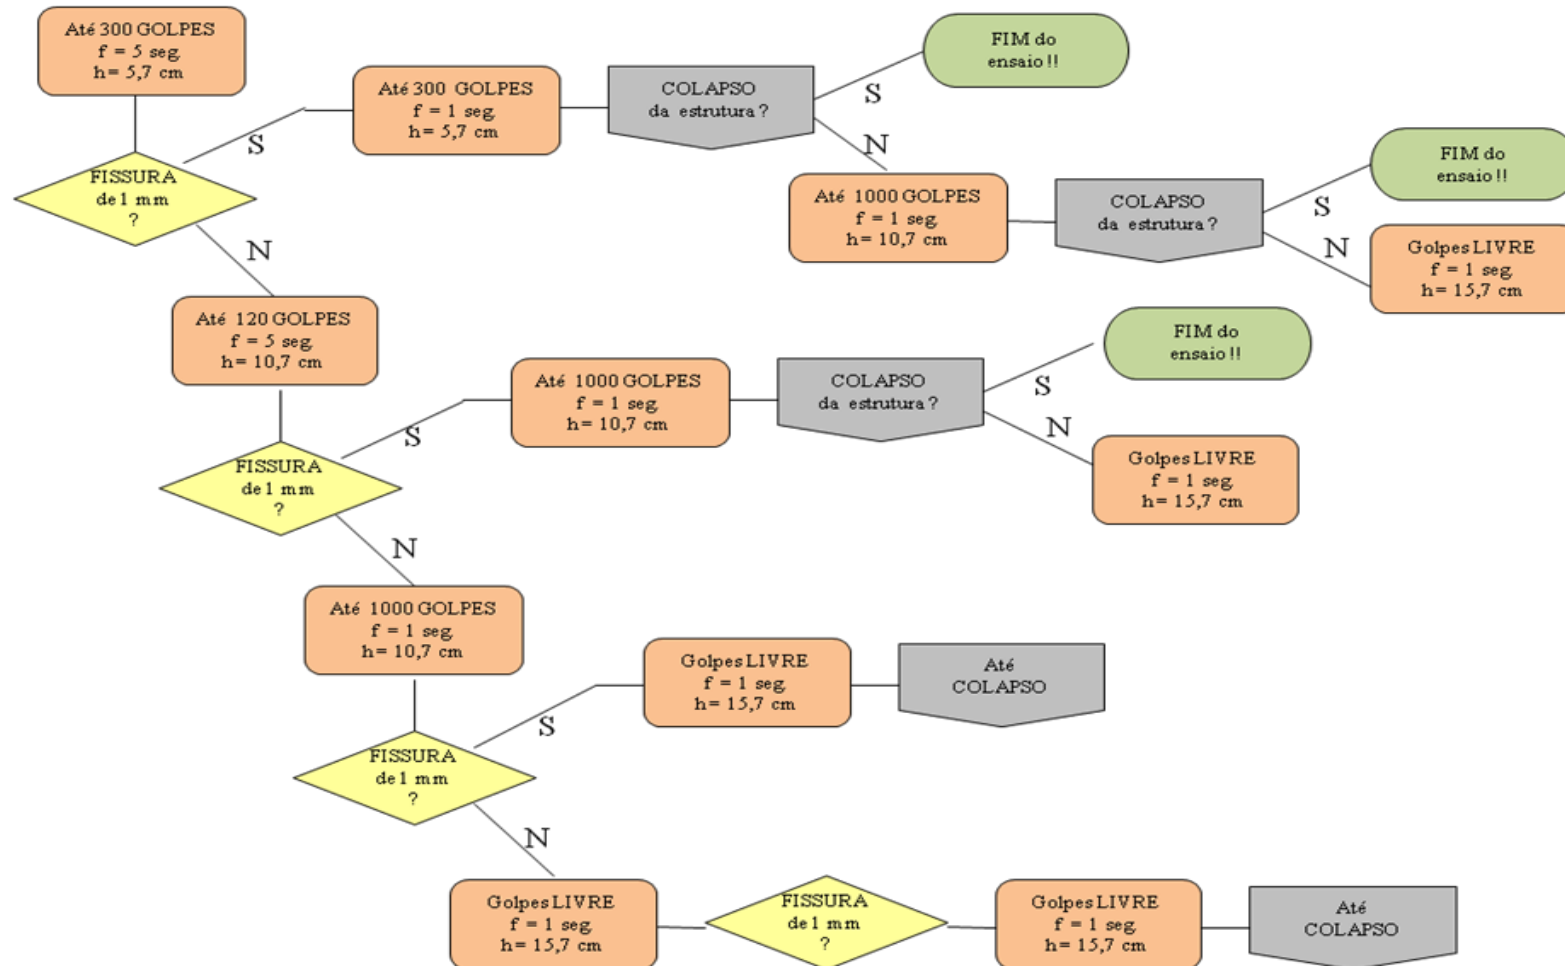 Até 300 GOLPES
f = 5 seg.
h= 5,7 cm
FISSURA
de 1 mm
?
S
Até 300 GOLPES
f = 1 seg.
h= 5,7 cm
COLAPSO
da estrutura ?
S
FIM do
ensaio !!
N
Até 1000 GOLPES
f = 1 seg.
h= 10,7 cm
COLAPSO
da estrutura ?
S
FIM do
ensaio !!
N
Golpes LIVRE
f = 1 seg.
h= 15,7 cm
N
Até 120 GOLPES
f = 5 seg.
h= 10,7 cm
FISSURA
de 1 mm
?
S
Até 1000 GOLPES
f = 1 seg.
h= 10,7 cm
COLAPSO
da estrutura ?
S
FIM do
ensaio !!
N
Golpes LIVRE
f = 1 seg.
h= 15,7 cm
N
Até 1000 GOLPES
f = 1 seg.
h= 10,7 cm
FISSURA
de 1 mm
?
S
Golpes LIVRE
f = 1 seg.
h= 15,7 cm
Até
COLAPSO
N
Golpes LIVRE
f = 1 seg.
h= 15,7 cm
FISSURA
de 1 mm
?
Golpes LIVRE
f = 1 seg.
h= 15,7 cm
Até
COLAPSO